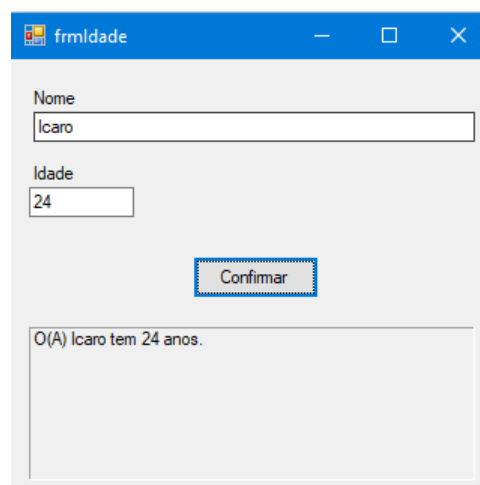 frmIdade
Nome
Icaro
Idade
24
Confirmar
O(A) Icaro tem 24 anos.